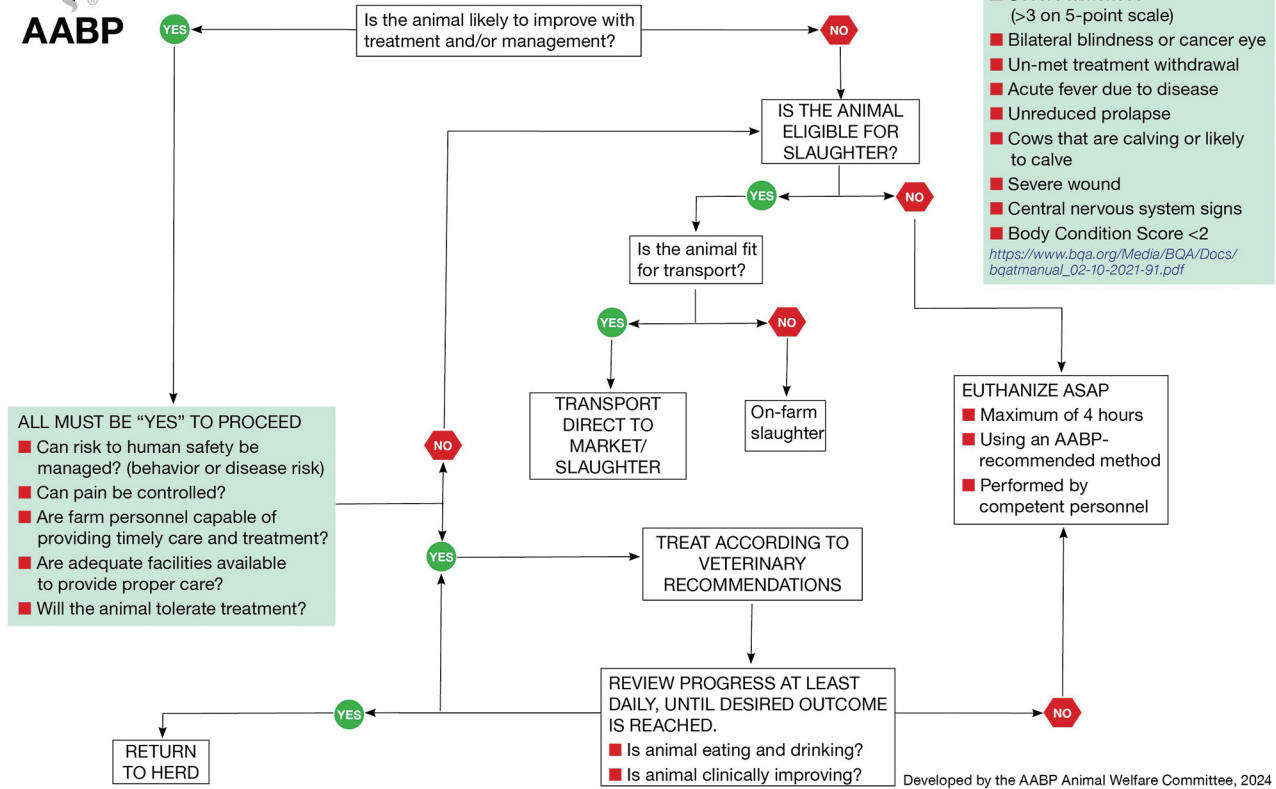 ®
AABP
YES
Is the animal likely to improve with
treatment and/or management?
NO
(>3 on 5-point scale)
Bilateral blindness or cancer eye
Un-met treatment withdrawal
Acute fever due to disease
Unreduced prolapse
Cows that are calving or likely
to calve
Severe wound
Central nervous system signs
Body Condition Score <2
https://www.bqa.org/Media/BQA/Docs/
bqatmanual_02-10-2021-91.pdf
IS THE ANIMAL
ELIGIBLE FOR
SLAUGHTER?
YES
NO
Is the animal fit
for transport?
YES
NO
TRANSPORT
DIRECT TO
MARKET/
SLAUGHTER
On-farm
slaughter
EUTHANIZE ASAP
Maximum of 4 hours
Using an AABP-
recommended method
Performed by
competent personnel
ALL MUST BE “YES” TO PROCEED
Can risk to human safety be
managed? (behavior or disease risk)
Can pain be controlled?
Are farm personnel capable of
providing timely care and treatment?
Are adequate facilities available
to provide proper care?
Will the animal tolerate treatment?
NO
YES
TREAT ACCORDING TO
VETERINARY
RECOMMENDATIONS
REVIEW PROGRESS AT LEAST
DAILY, UNTIL DESIRED OUTCOME
IS REACHED.
Is animal eating and drinking?
Is animal clinically improving?
YES
NO
RETURN
TO HERD
Developed by the AABP Animal Welfare Committee, 2024